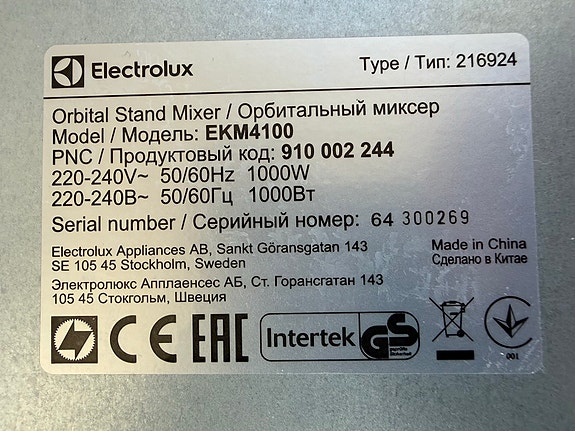 Electrolux
Type / Тип: 216924
Orbital Stand Mixer / Орбитальный миксер
Model / Модель: EKM4100
PNC / Продуктовый код: 910 002 244
220-240V~ 50/60Hz 1000W
220-240В~ 50/60Гц 1000Вт
Serial number / Серийный номер: 64 300269
Electrolux Appliances AB, Sankt Göransgatan 143
SE 105 45 Stockholm, Sweden
Made in China
Сделано в Китае
Электролюкс Апплаенсес АБ, Ст. Горансгатан 143
105 45 Стокгольм, Швеция
CE EAC Intertek GS
001